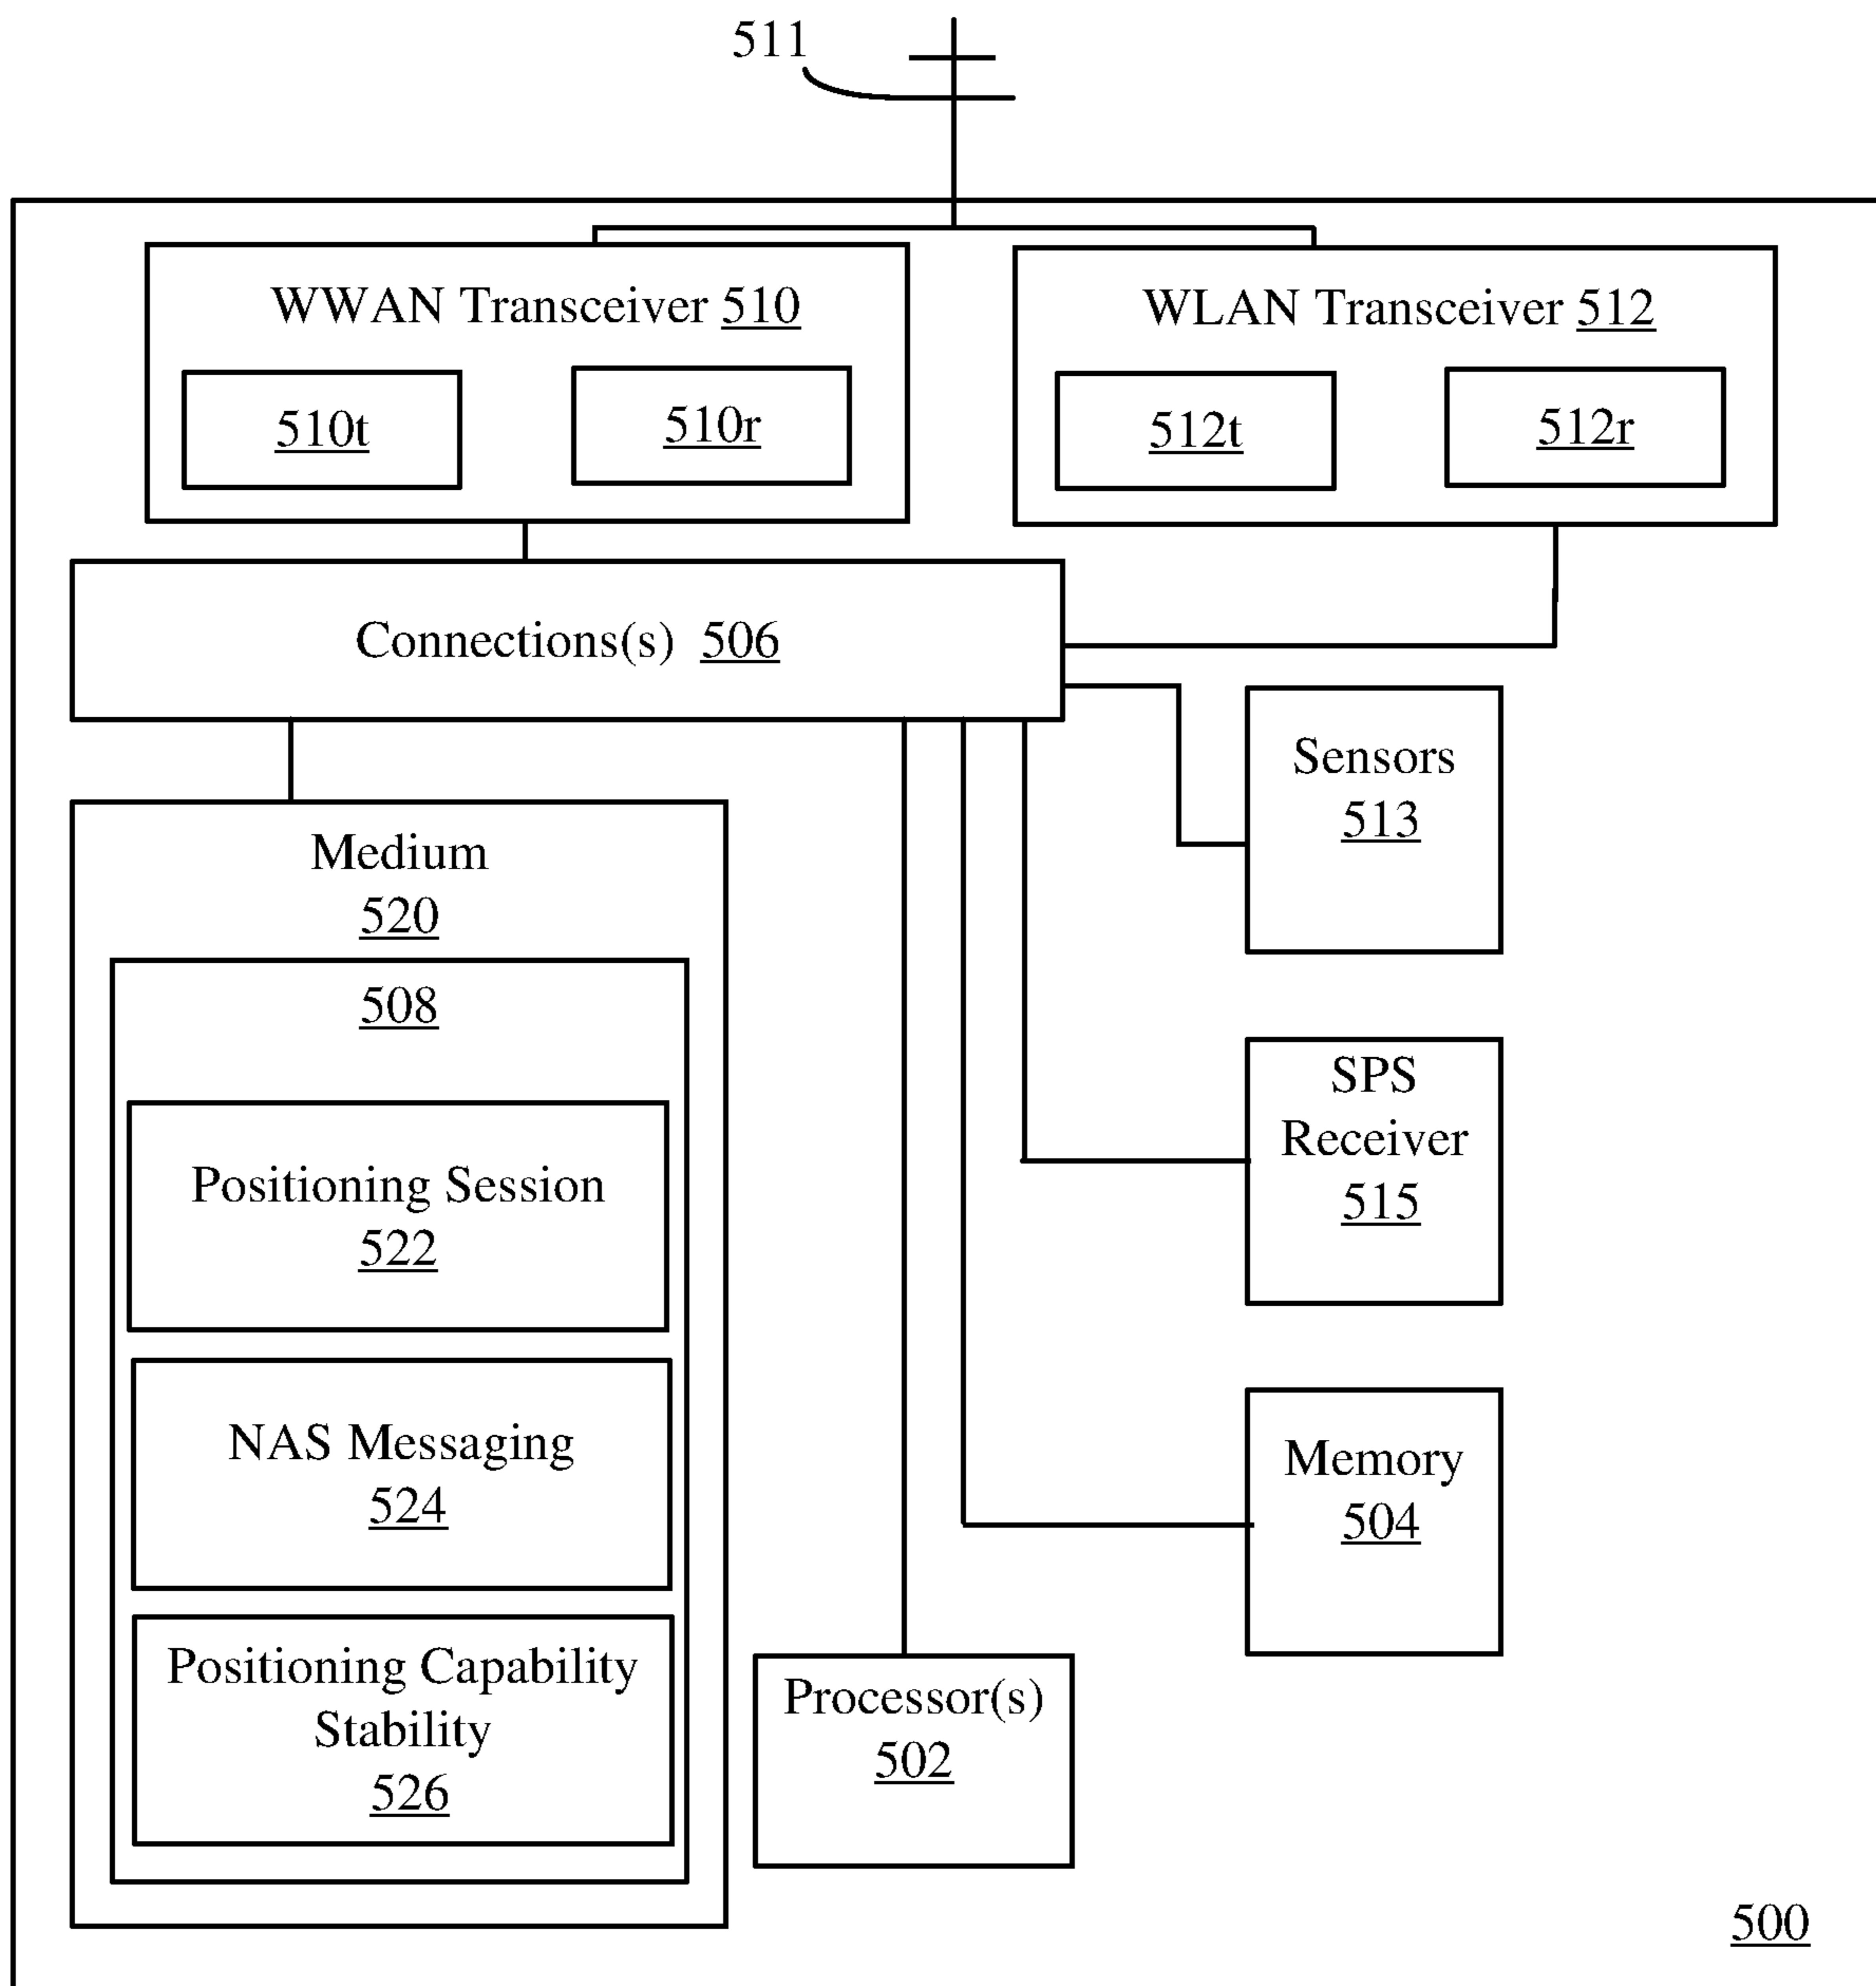 511
WWAN Transceiver 510
510t
510r
WLAN Transceiver 512
512t
512r
Connections(s) 506
Sensors
513
Medium
520
508
Positioning Session
522
NAS Messaging
524
Positioning Capability
Stability
526
SPS
Receiver
515
Memory
504
Processor(s)
502
500